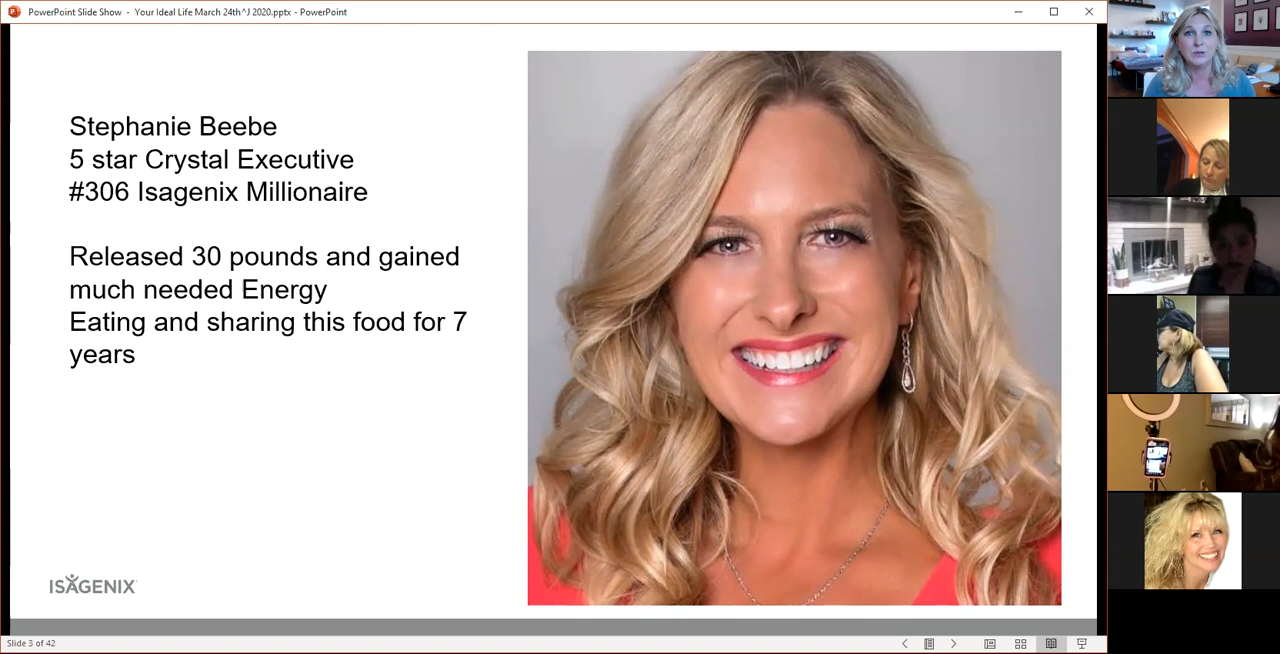 PowerPoint Slide Show - Your Ideal Life March 24th^J 2020.pptx - PowerPoint
Stephanie Beebe
5 star Crystal Executive
#306 Isagenix Millionaire
Released 30 pounds and gained
much needed Energy
Eating and sharing this food for 7
years
ISAGENIX
Slide 3 of 42